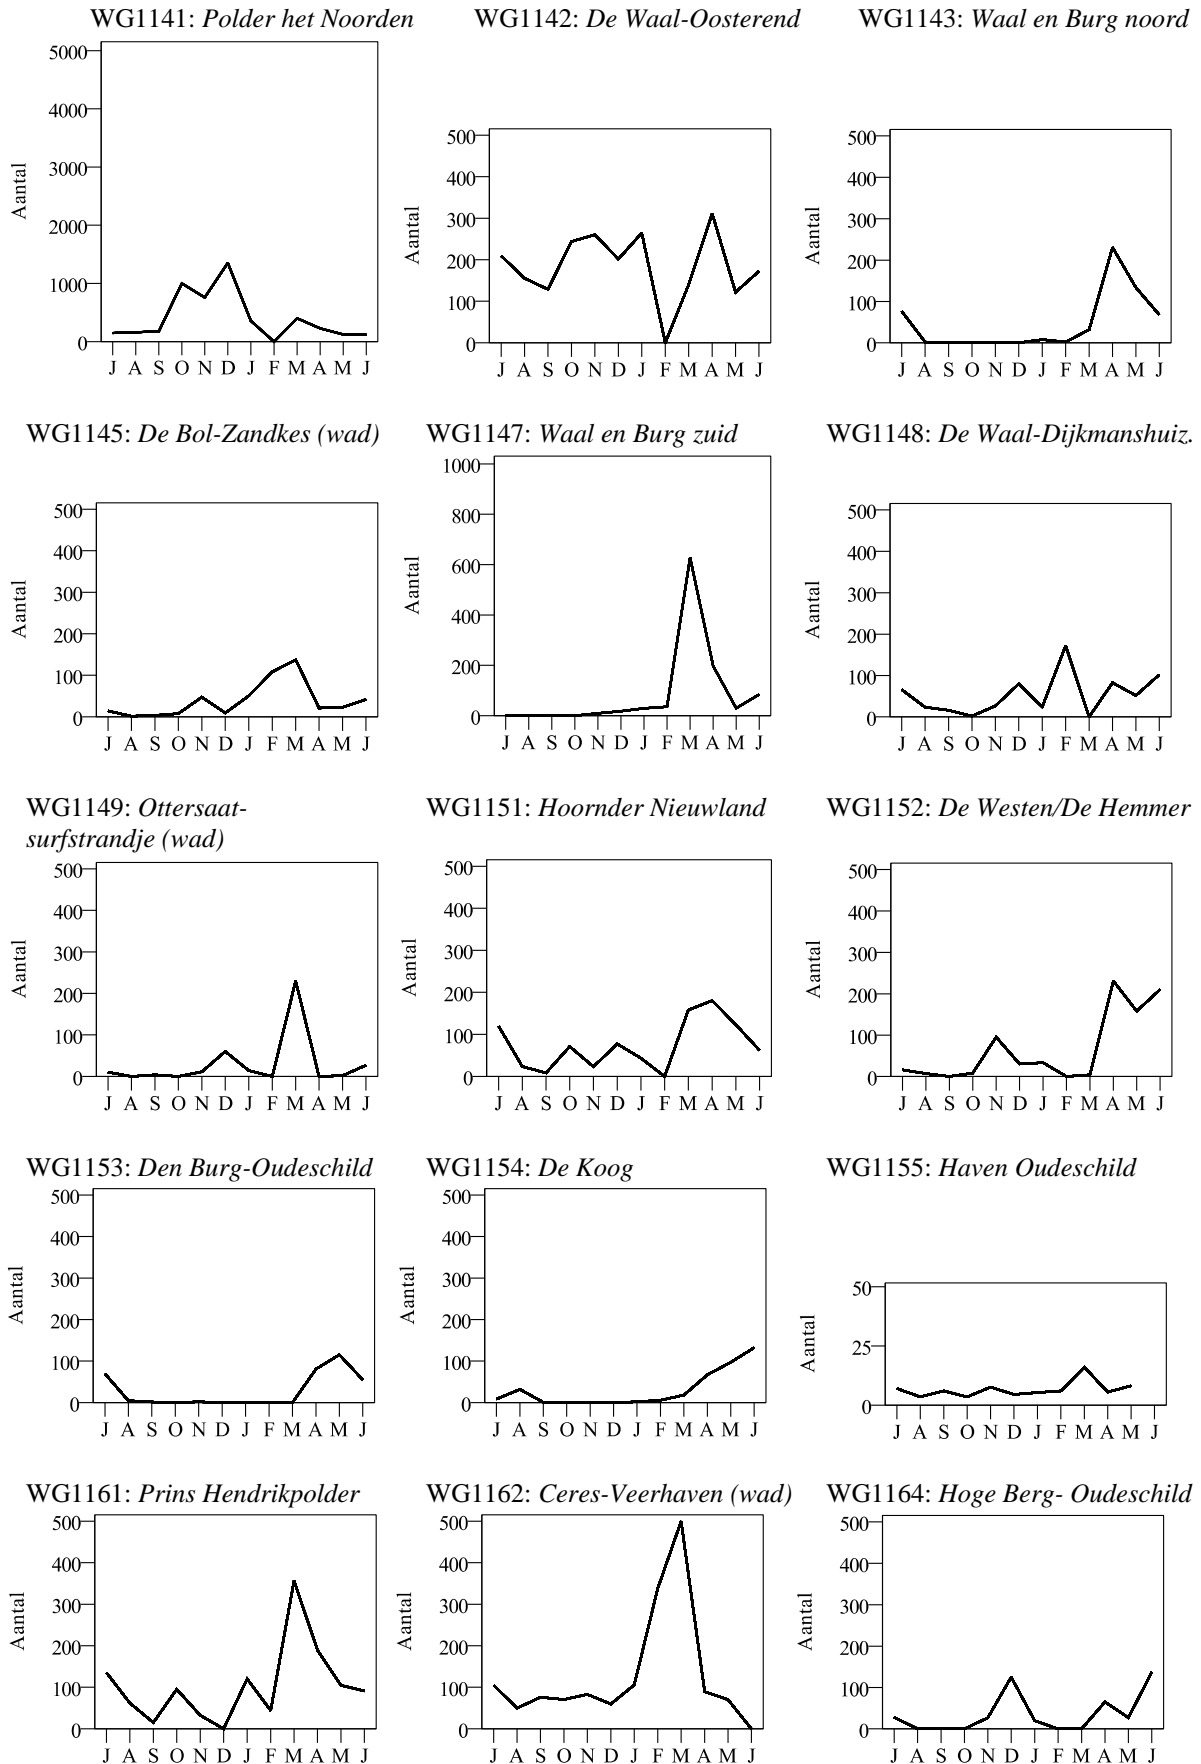 WG1141: Polder het Noorden
5000
4000
3000
2000
1000
0
Aantal
J A S O N D J F M A M J
WG1142: De Waal-Oosterend
500
400
300
200
100
0
Aantal
J A S O N D J F M A M J
WG1143: Waal en Burg noord
500
400
300
200
100
0
Aantal
J A S O N D J F M A M J
WG1145: De Bol-Zandkes (wad)
500
400
300
200
100
0
Aantal
J A S O N D J F M A M J
WG1147: Waal en Burg zuid
1000
800
600
400
200
0
Aantal
J A S O N D J F M A M J
WG1148: De Waal-Dijkmanshuiz.
500
400
300
200
100
0
Aantal
J A S O N D J F M A M J
WG1149: Ottersaat-
surfstrandje (wad)
500
400
300
200
100
0
Aantal
J A S O N D J F M A M J
WG1151: Hoornder Nieuwland
500
400
300
200
100
0
Aantal
J A S O N D J F M A M J
WG1152: De Westen/De Hemmer
500
400
300
200
100
0
Aantal
J A S O N D J F M A M J
WG1153: Den Burg-Oudeschild
500
400
300
200
100
0
Aantal
J A S O N D J F M A M J
WG1154: De Koog
500
400
300
200
100
0
Aantal
J A S O N D J F M A M J
WG1155: Haven Oudeschild
50
25
0
Aantal
J A S O N D J F M A M J
WG1161: Prins Hendrikpolder
500
400
300
200
100
0
Aantal
J A S O N D J F M A M J
WG1162: Ceres-Veerhaven (wad)
500
400
300
200
100
0
Aantal
J A S O N D J F M A M J
WG1164: Hoge Berg- Oudeschild
500
400
300
200
100
0
Aantal
J A S O N D J F M A M J